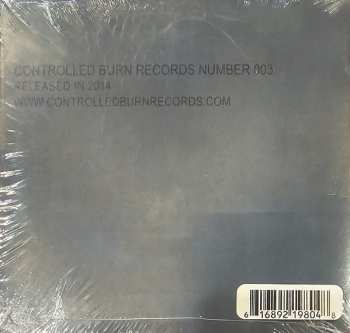 CONTROLLED BURN RECORDS NUMBER 003
RELEASED IN 2014
WWW.CONTROLLEDBURNRECORDS.COM
6 16892 19804 8